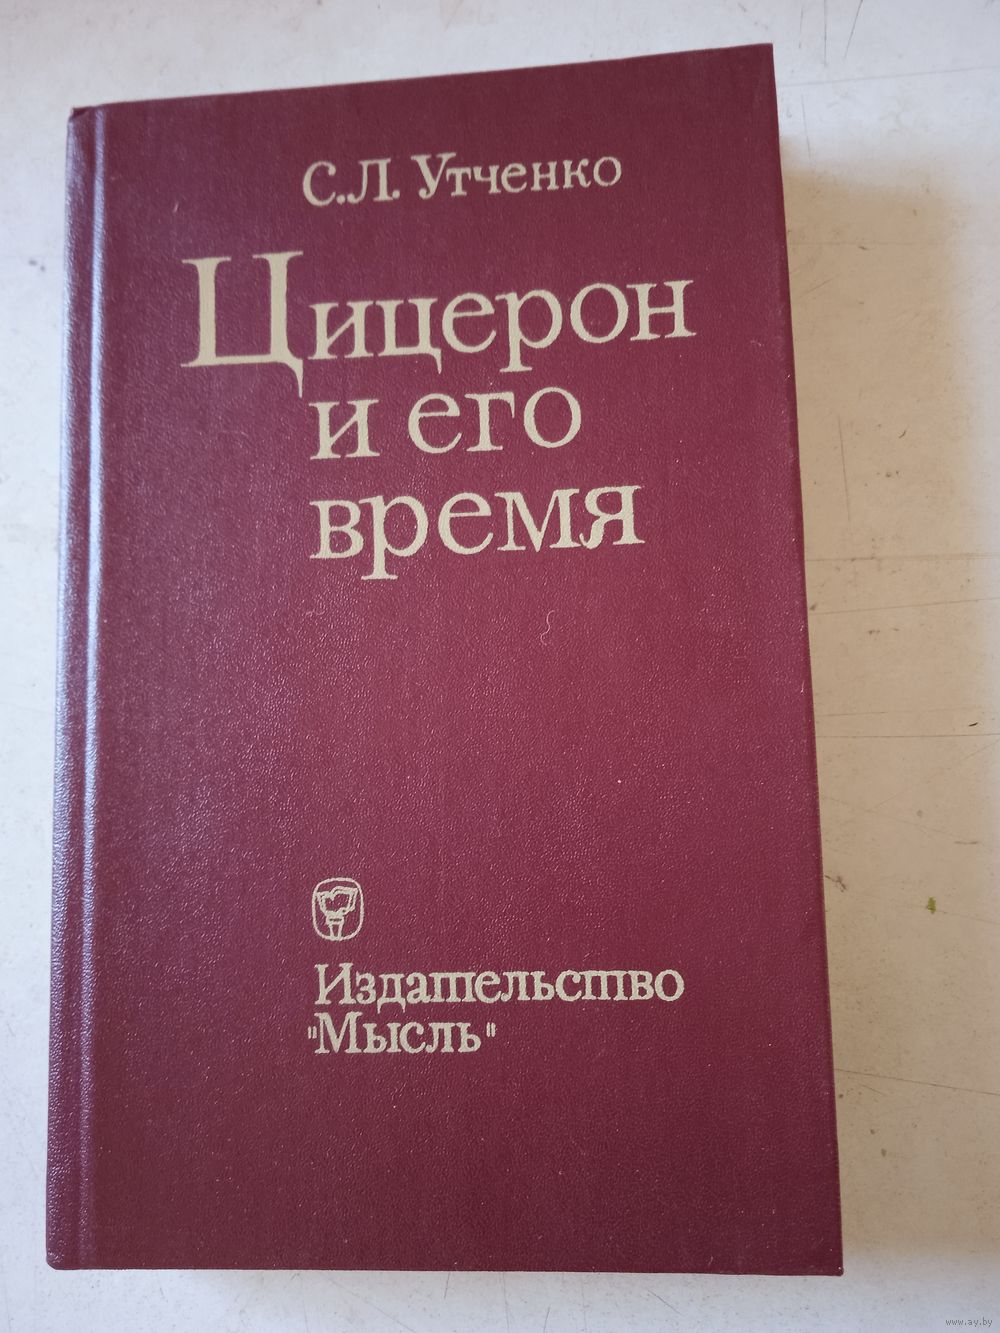 С.Л. Утченко
Цицерон
и его
время
Издательство
"Мысль"
www.ay.by